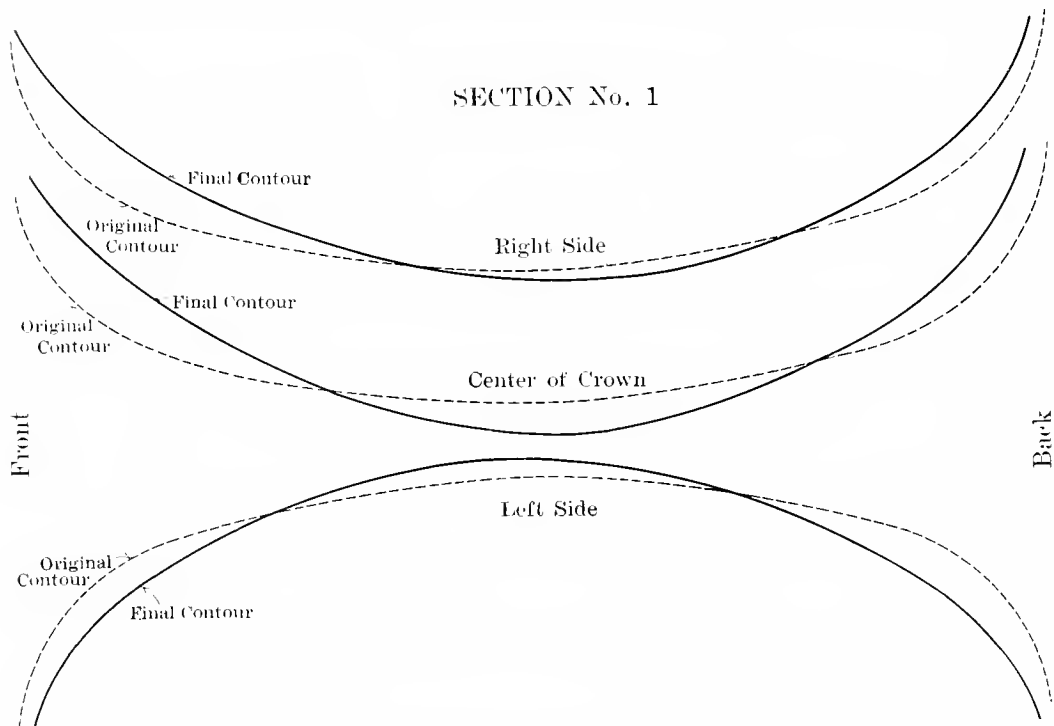 SECTION No. 1
Final Contour
Original
Contour
Right Side
Final Contour
Original
Contour
Center of Crown
Front
Back
Left Side
Original
Contour
Final Contour